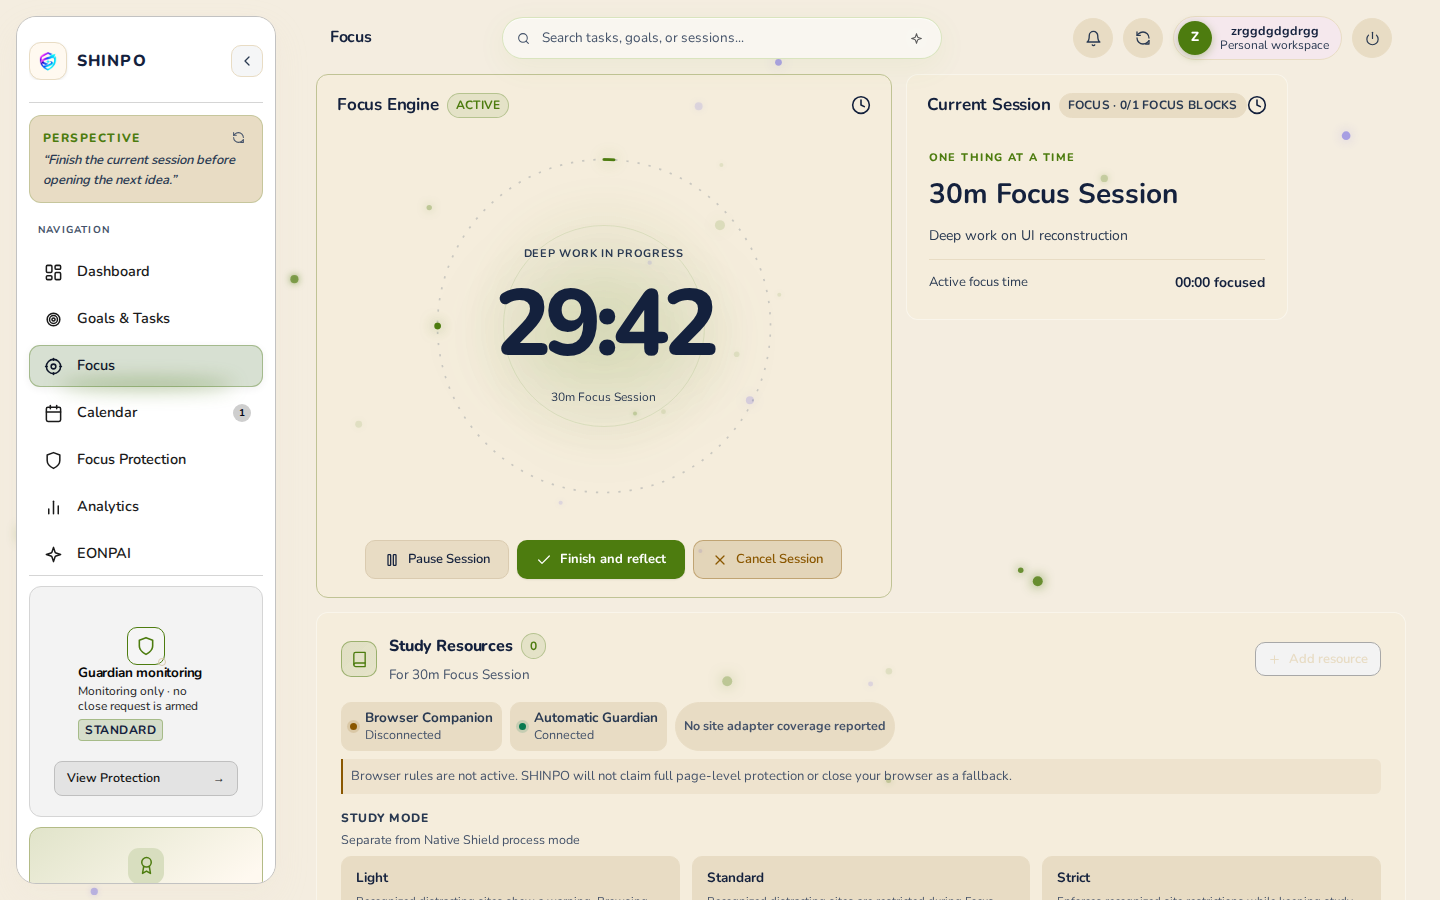 SHINPO
PERSPECTIVE
“Finish the current session before
opening the next idea.”
NAVIGATION
Dashboard
Goals & Tasks
Focus
Calendar
1
Focus Protection
Analytics
EONPAI
Guardian monitoring
Monitoring only · no
close request is armed
STANDARD
View Protection →
Focus
Search tasks, goals, or sessions...
Z
zrggdgdgdrgg
Personal workspace
Focus Engine
ACTIVE
DEEP WORK IN PROGRESS
29:42
30m Focus Session
Pause Session
Finish and reflect
Cancel Session
Current Session
FOCUS · 0/1 FOCUS BLOCKS
ONE THING AT A TIME
30m Focus Session
Deep work on UI reconstruction
Active focus time
00:00 focused
Study Resources
0
For 30m Focus Session
Add resource
Browser Companion
Disconnected
Automatic Guardian
Connected
No site adapter coverage reported
Browser rules are not active. SHINPO will not claim full page-level protection or close your browser as a fallback.
STUDY MODE
Separate from Native Shield process mode
Light
Standard
Strict